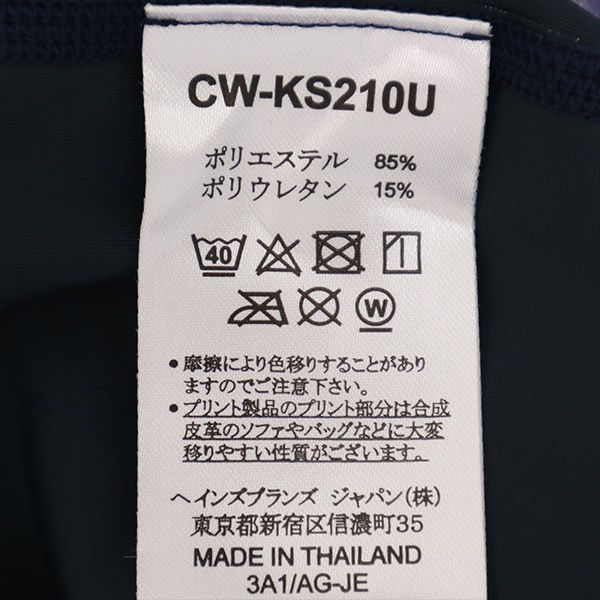 CW-KS210U
ポリエステル 85%
ポリウレタン 15%
40
W
•摩擦により色移りすることがあり
ますのでご注意下さい。
•プリント製品のプリント部分は合成
皮革のソファやバッグなどに大変
移りやすい性質がございます。
ヘインズブランズ ジャパン(株)
東京都新宿区信濃町35
MADE IN THAILAND
3A1/AG-JE